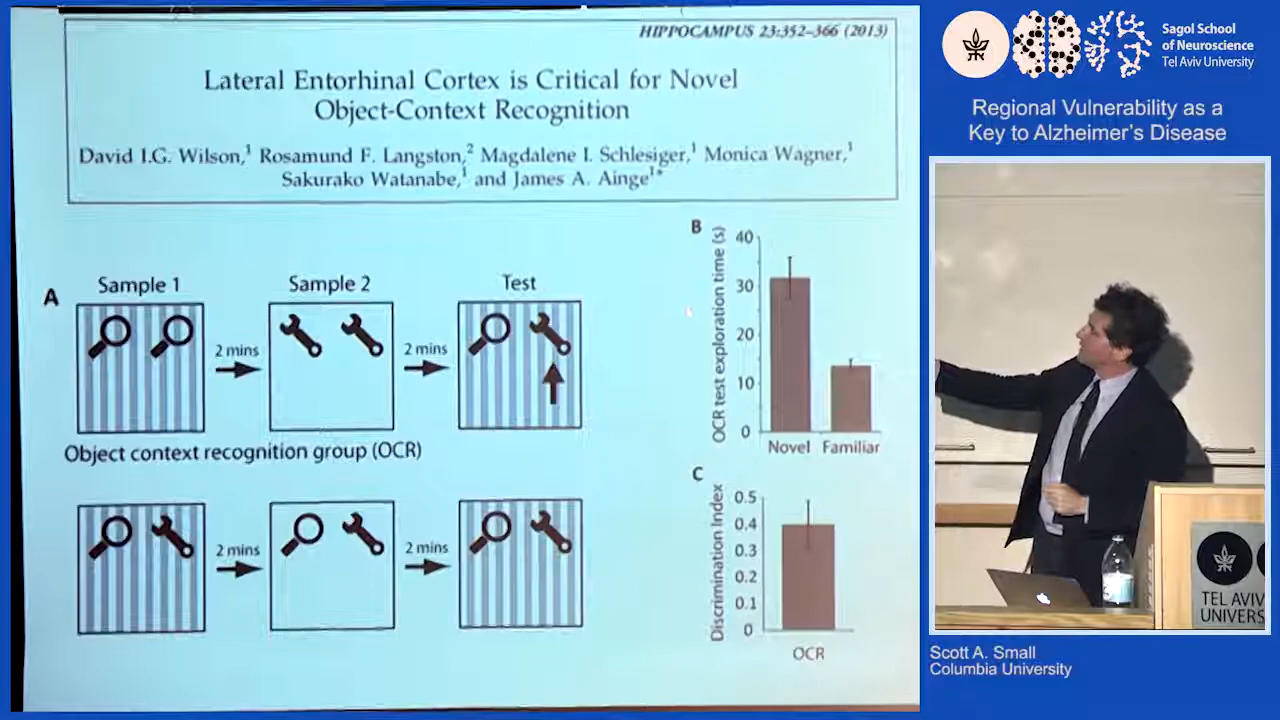 HIPPOCAMPUS 23:352–366 (2013)
Lateral Entorhinal Cortex is Critical for Novel
Object-Context Recognition
David I.G. Wilson,1 Rosamund F. Langston,2 Magdalene I. Schlesiger,1 Monica Wagner,1
Sakurako Watanabe,1 and James A. Ainge1*
A
Sample 1
Sample 2
Test
2 mins
2 mins
Object context recognition group (OCR)
2 mins
2 mins
B
OCR test exploration time (s)
40
30
20
10
0
Novel
Familiar
C
Discrimination Index
0.5
0.4
0.3
0.2
0.1
0
OCR
Sagol School
of Neuroscience
Tel Aviv University
Regional Vulnerability as a
Key to Alzheimer's Disease
TEL AVIV
UNIVERS
Scott A. Small
Columbia University